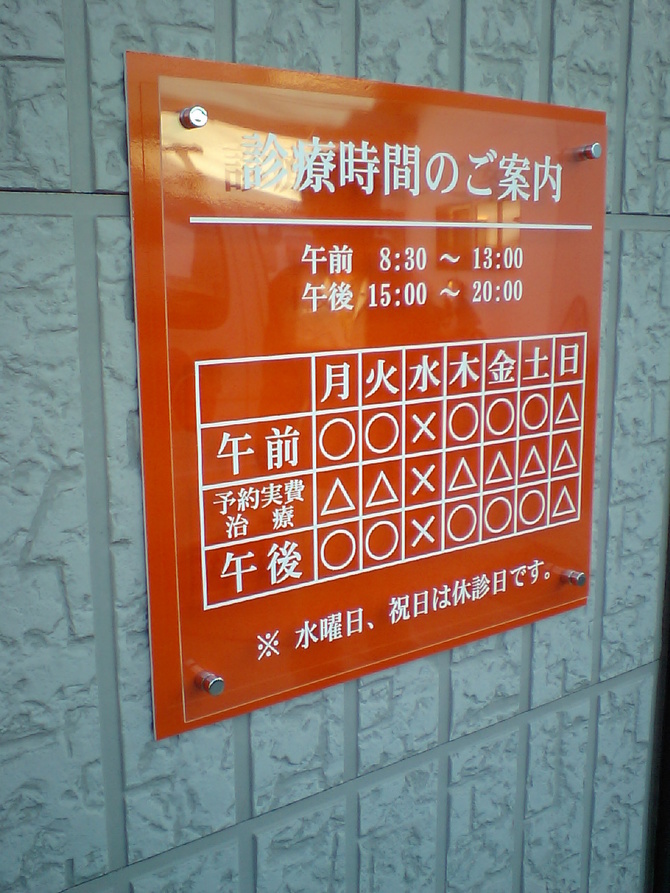 診療時間のご案内
午前 8:30 ～ 13:00
午後 15:00 ～ 20:00
月 火 水 木 金 土 日
午前 ○ ○ × ○ ○ ○ △
予約実費
治療 △ △ × △ △ △ △
午後 ○ ○ × ○ ○ ○ △
※ 水曜日、祝日は休診日です。